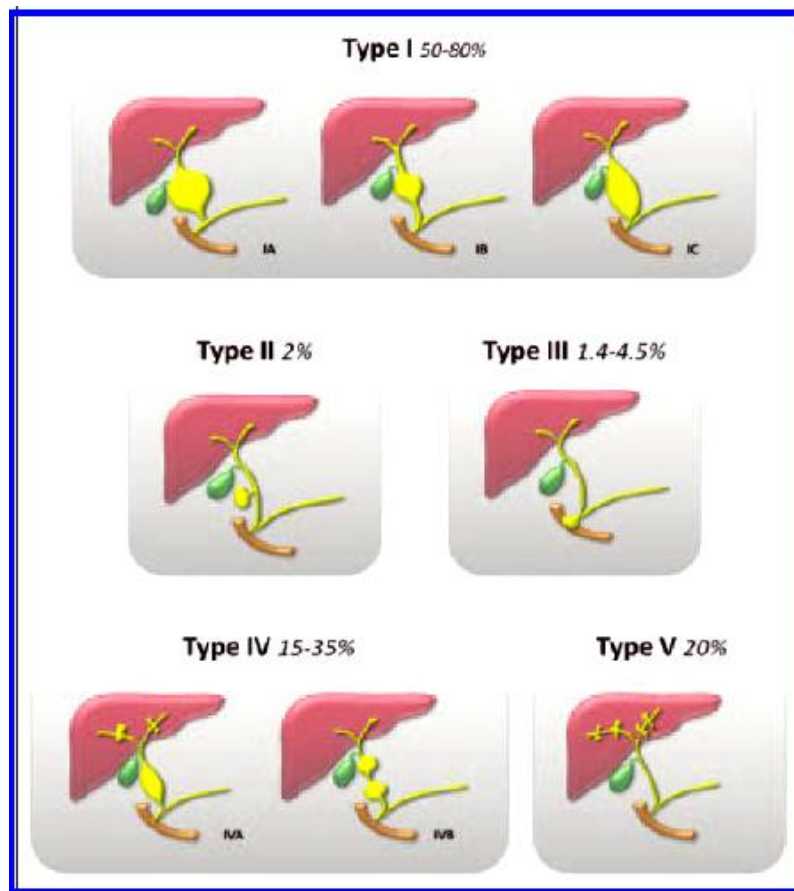 Type I 50-80%
IA IB IC
Type II 2% Type III 1.4-4.5%
Type IV 15-35% Type V 20%
IVA IVB